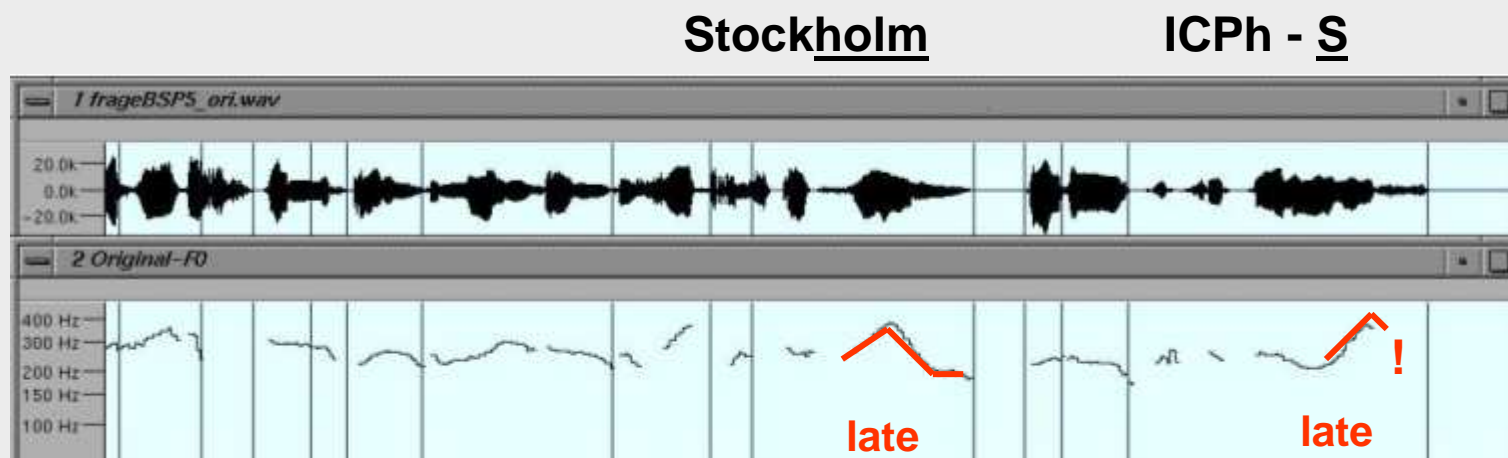 Stockholm ICPh - S
1 frageBSP5_ori.wav
20.0k
0.0k
-20.0k
2 Original-F0
400 Hz
300 Hz
200 Hz
150 Hz
100 Hz
!
late late